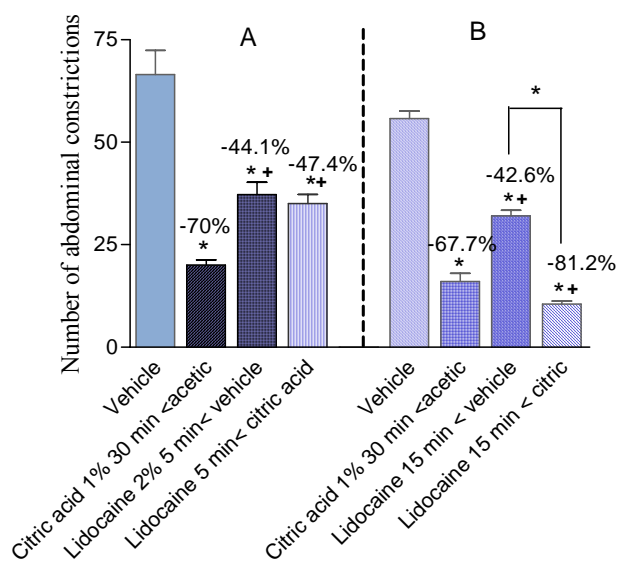 A
B
Number of abdominal constrictions
75
50
25
0
-70%
*
-44.1%
*+
-47.4%
*+
-67.7%
*
-42.6%
*+
*
-81.2%
*+
Vehicle
Citric acid 1% 30 min <acetic
Lidocaine 2% 5 min< vehicle
Lidocaine 5 min< citric acid
Vehicle
Citric acid 1% 30 min <acetic
Lidocaine 15 min < vehicle
Lidocaine 15 min < citric